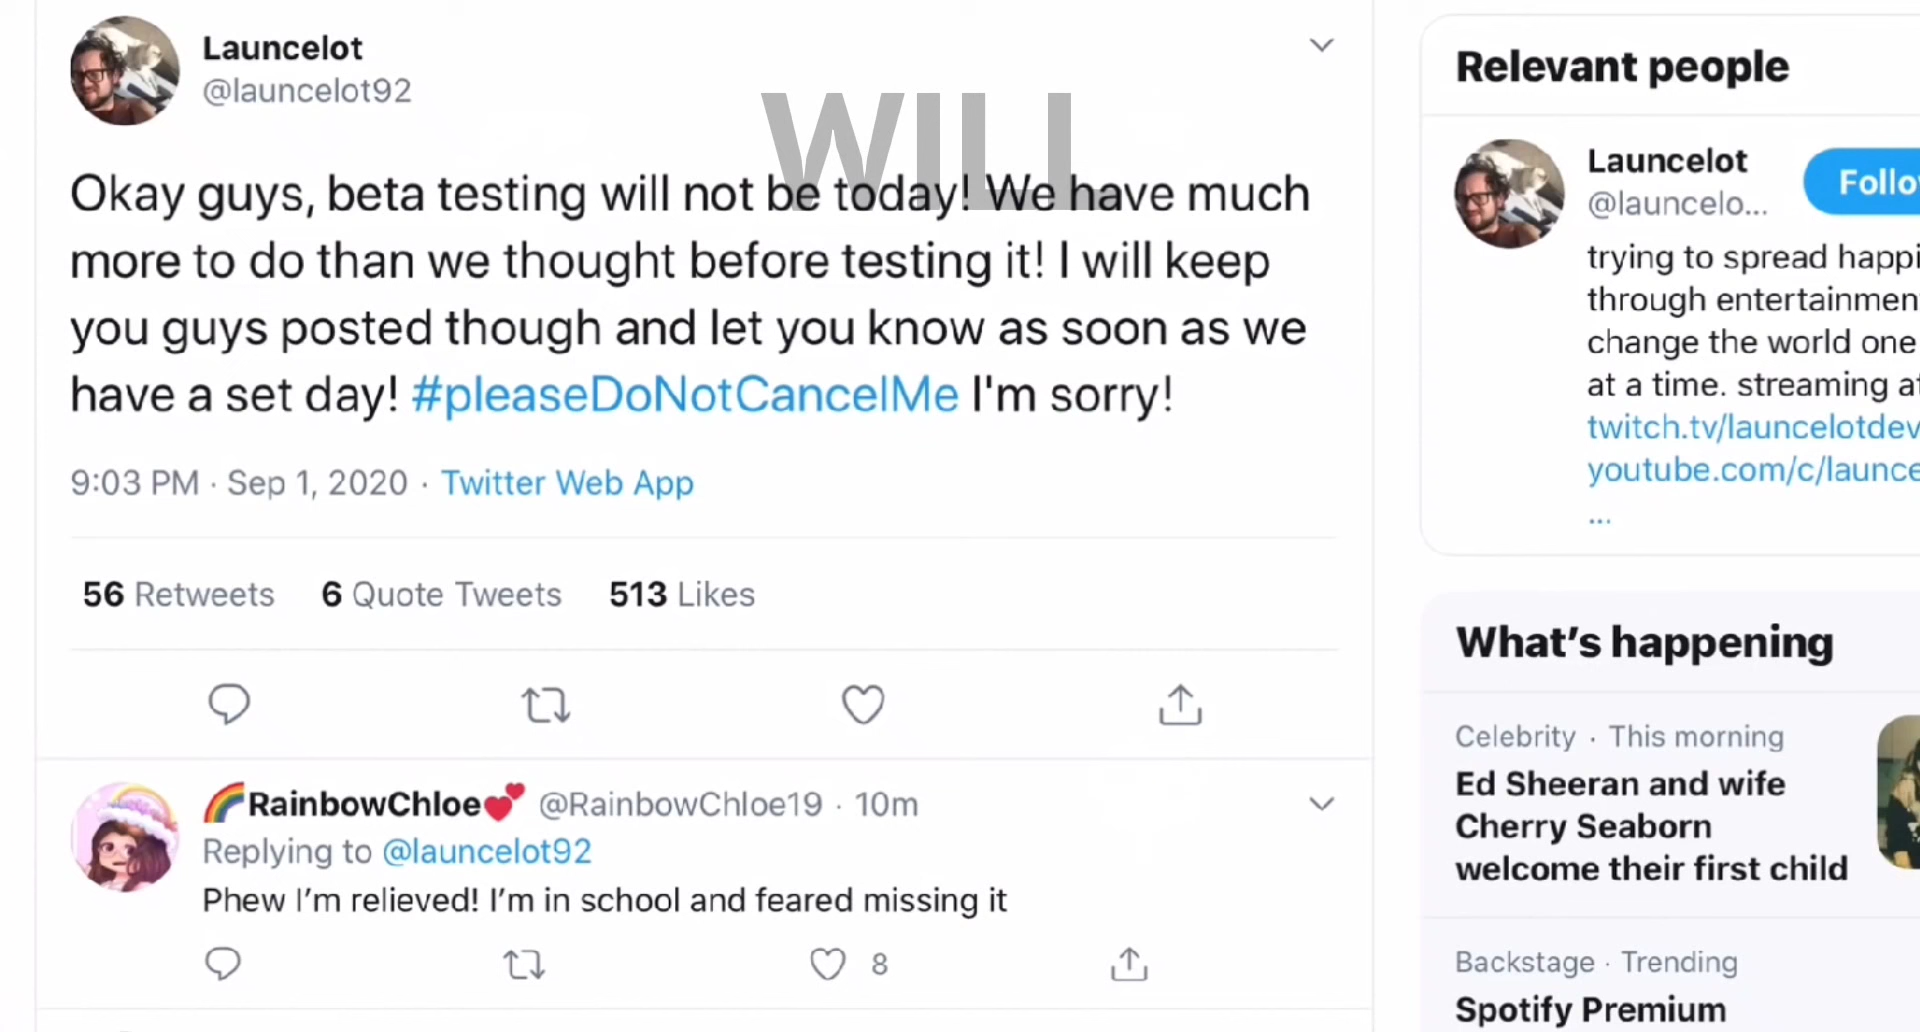 Launcelot
@launcelot92
WILL
Okay guys, beta testing will not be today! We have much
more to do than we thought before testing it! I will keep
you guys posted though and let you know as soon as we
have a set day! #pleaseDoNotCancelMe I'm sorry!
9:03 PM · Sep 1, 2020 · Twitter Web App
56 Retweets 6 Quote Tweets 513 Likes
🌈RainbowChloe💕 @RainbowChloe19 · 10m
Replying to @launcelot92
Phew I’m relieved! I’m in school and feared missing it
8
Relevant people
Launcelot
@launcelo...
Follo
trying to spread happi
through entertainmen
change the world one
at a time. streaming a
twitch.tv/launcelotdev
youtube.com/c/launce
...
What’s happening
Celebrity · This morning
Ed Sheeran and wife
Cherry Seaborn
welcome their first child
Backstage · Trending
Spotify Premium